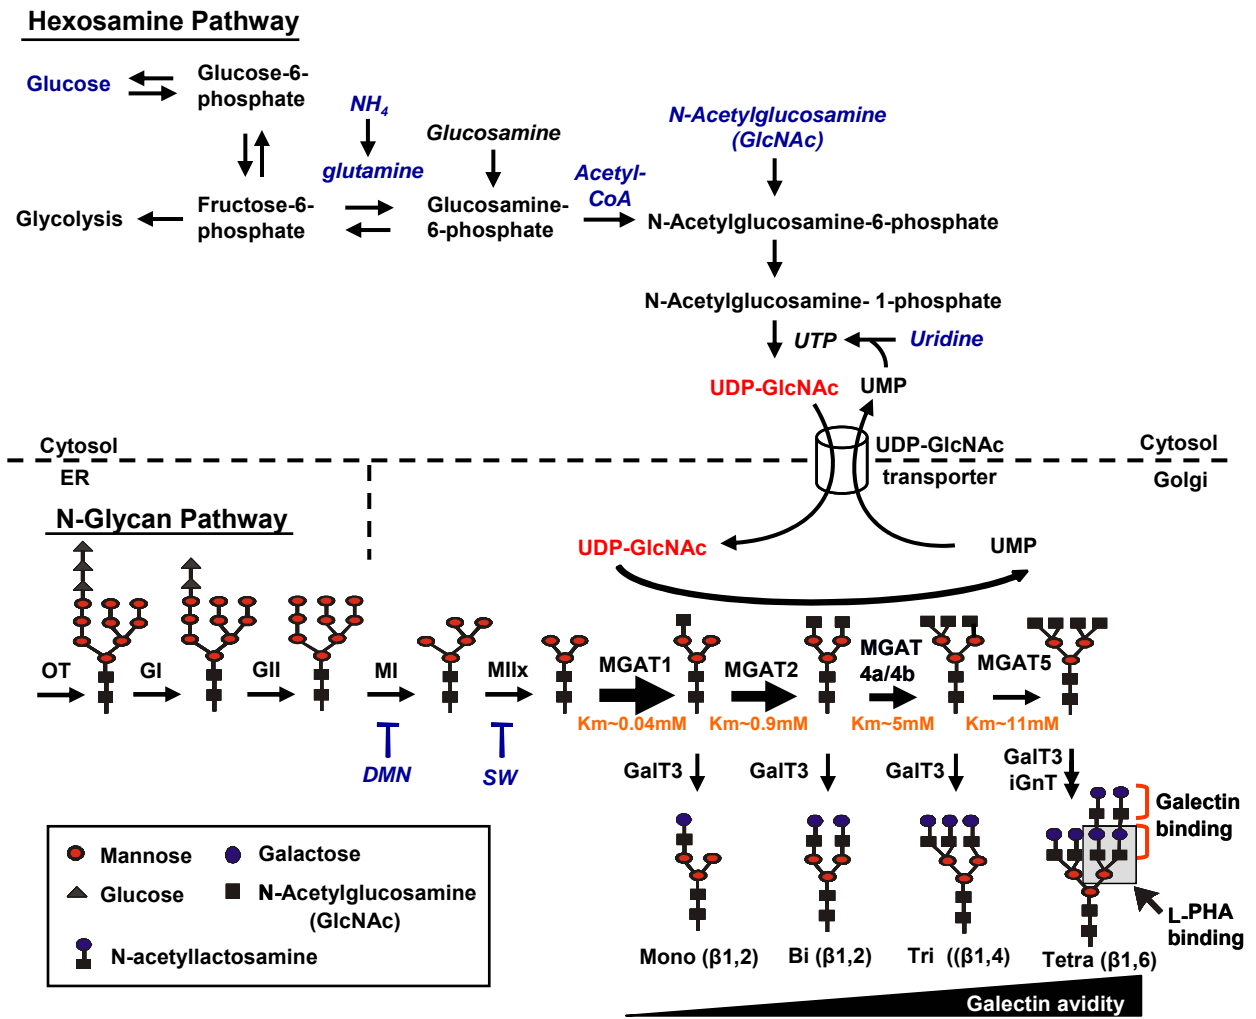 Hexosamine Pathway
Glucose
Glucose-6-
phosphate
NH4
glutamine
Glucosamine
N-Acetylglucosamine
(GlcNAc)
Acetyl-
CoA
Glycolysis
Fructose-6-
phosphate
Glucosamine-
6-phosphate
N-Acetylglucosamine-6-phosphate
N-Acetylglucosamine- 1-phosphate
UTP
Uridine
UDP-GlcNAc
UMP
Cytosol
ER
UDP-GlcNAc
transporter
Cytosol
Golgi
N-Glycan Pathway
UDP-GlcNAc
UMP
OT
GI
GII
MI
MIIx
MGAT1
MGAT2
MGAT
4a/4b
MGAT5
Km~0.04mM
Km~0.9mM
Km~5mM
Km~11mM
DMN
SW
GalT3
GalT3
GalT3
GalT3
iGnT
Galectin
binding
L-PHA
binding
Mono (β1,2)
Bi (β1,2)
Tri ((β1,4)
Tetra (β1,6)
Galectin avidity
Mannose
Galactose
Glucose
N-Acetylglucosamine
(GlcNAc)
N-acetyllactosamine